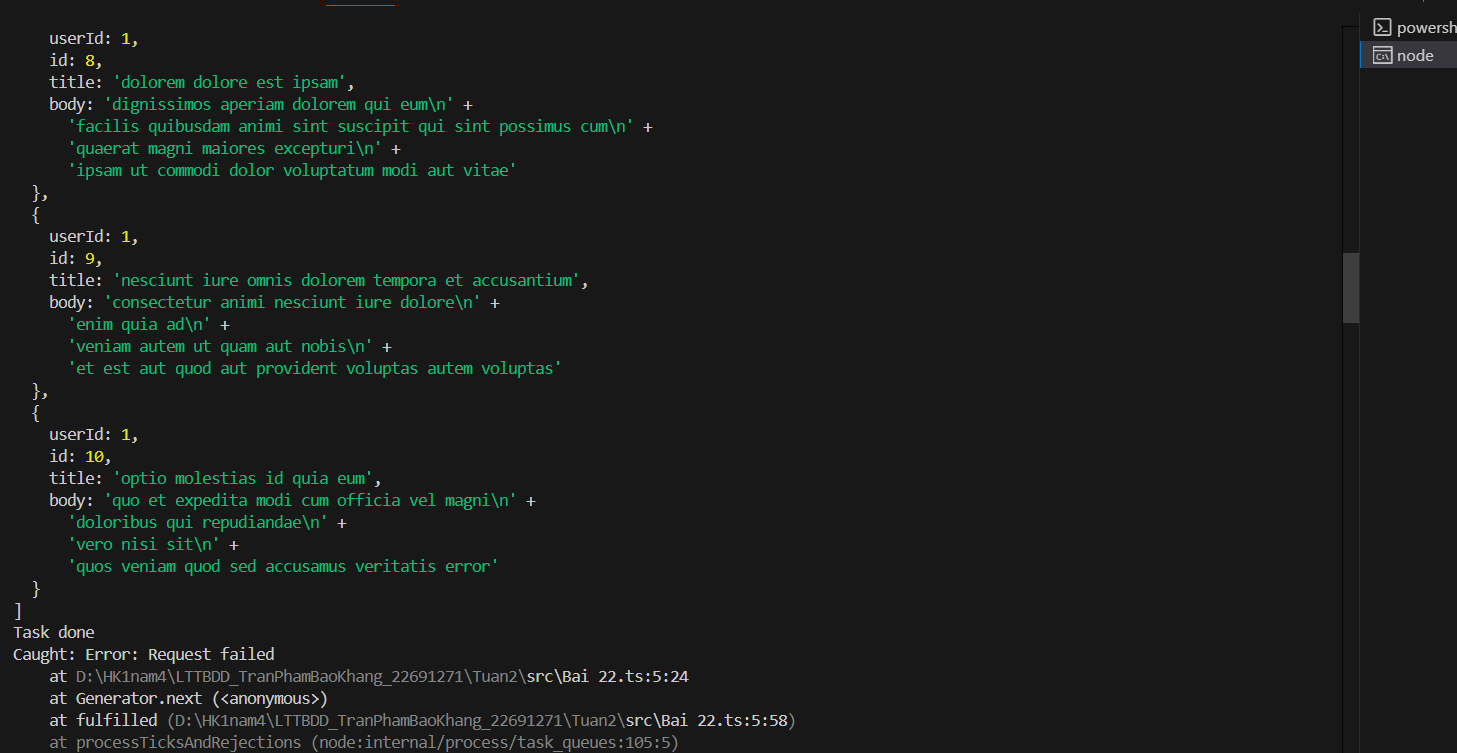 userId: 1,
    id: 8,
    title: 'dolorem dolore est ipsam',
    body: 'dignissimos aperiam dolorem qui eum\n' +
      'facilis quibusdam animi sint suscipit qui sint possimus cum\n' +
      'quaerat magni maiores excepturi\n' +
      'ipsam ut commodi dolor voluptatum modi aut vitae'
  },
  {
    userId: 1,
    id: 9,
    title: 'nesciunt iure omnis dolorem tempora et accusantium',
    body: 'consectetur animi nesciunt iure dolore\n' +
      'enim quia ad\n' +
      'veniam autem ut quam aut nobis\n' +
      'et est aut quod aut provident voluptas autem voluptas'
  },
  {
    userId: 1,
    id: 10,
    title: 'optio molestias id quia eum',
    body: 'quo et expedita modi cum officia vel magni\n' +
      'doloribus qui repudiandae\n' +
      'vero nisi sit\n' +
      'quos veniam quod sed accusamus veritatis error'
  }
]
Task done
Caught: Error: Request failed
    at D:\HK1nam4\LTTBDD_TranPhamBaoKhang_22691271\Tuan2\src\Bai 22.ts:5:24
    at Generator.next (<anonymous>)
    at fulfilled (D:\HK1nam4\LTTBDD_TranPhamBaoKhang_22691271\Tuan2\src\Bai 22.ts:5:58)
    at processTicksAndRejections (node:internal/process/task_queues:105:5)
powersh
node